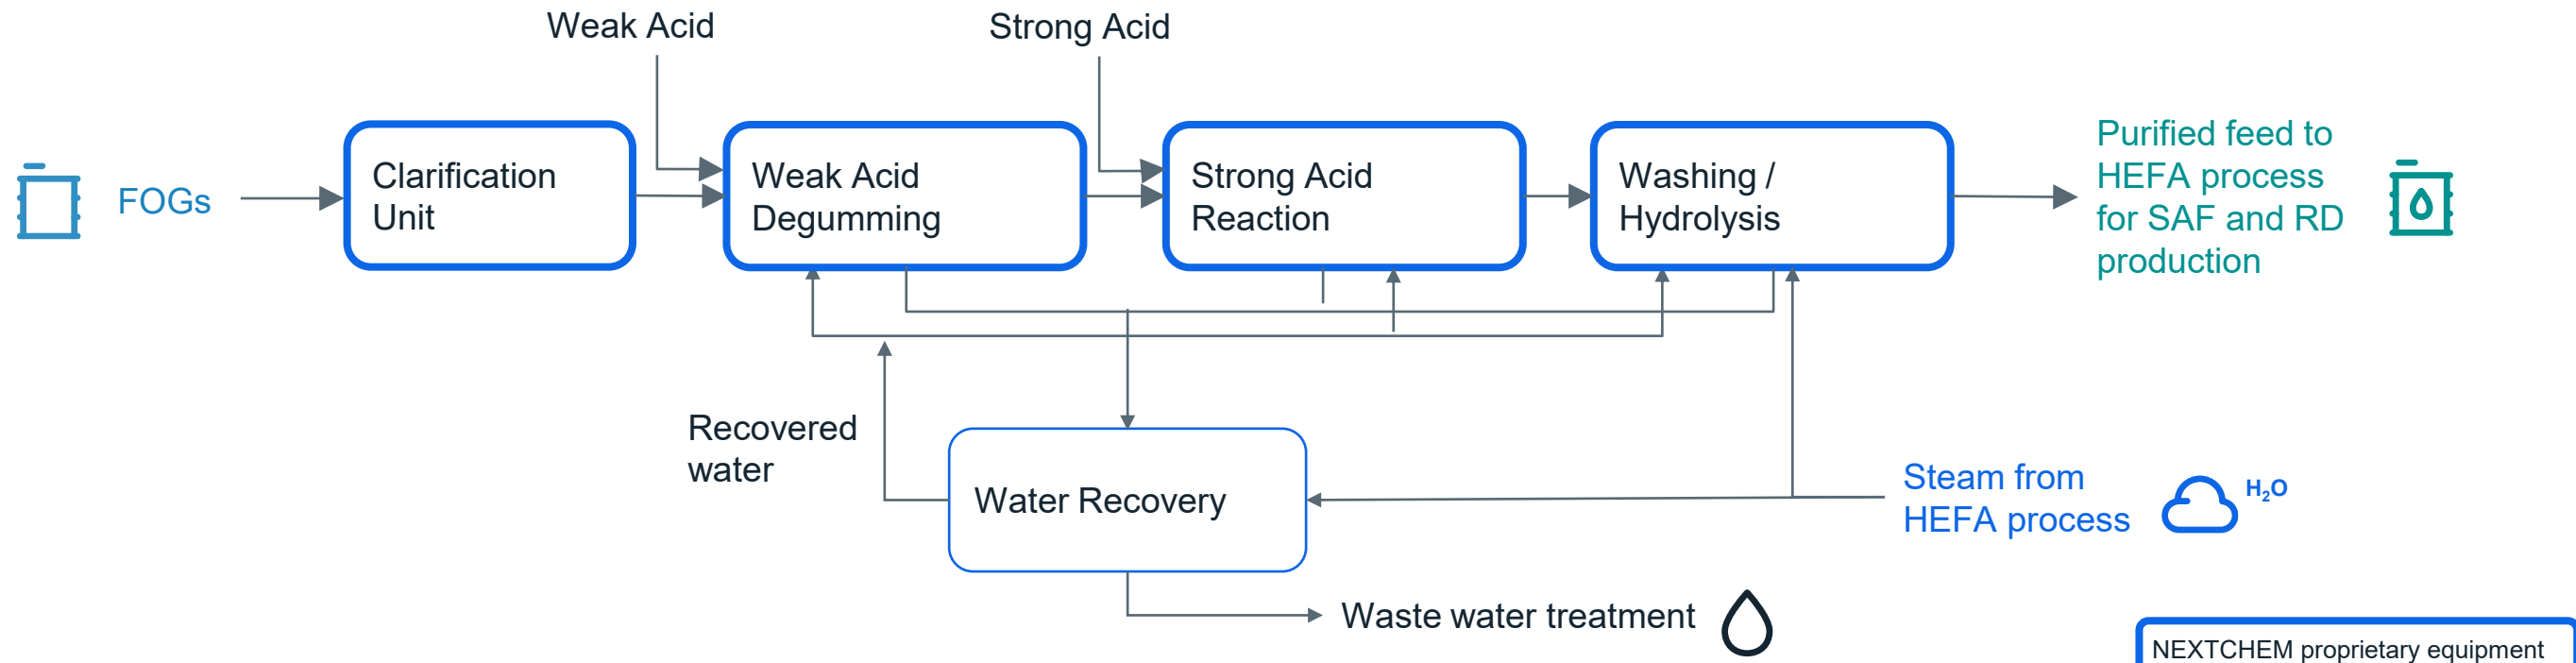 Weak Acid
Strong Acid
FOGs
Clarification
Unit
Weak Acid
Degumming
Strong Acid
Reaction
Washing /
Hydrolysis
Purified feed to
HEFA process
for SAF and RD
production
Recovered
water
Water Recovery
Steam from
HEFA process
H₂O
Waste water treatment
NEXTCHEM proprietary equipment